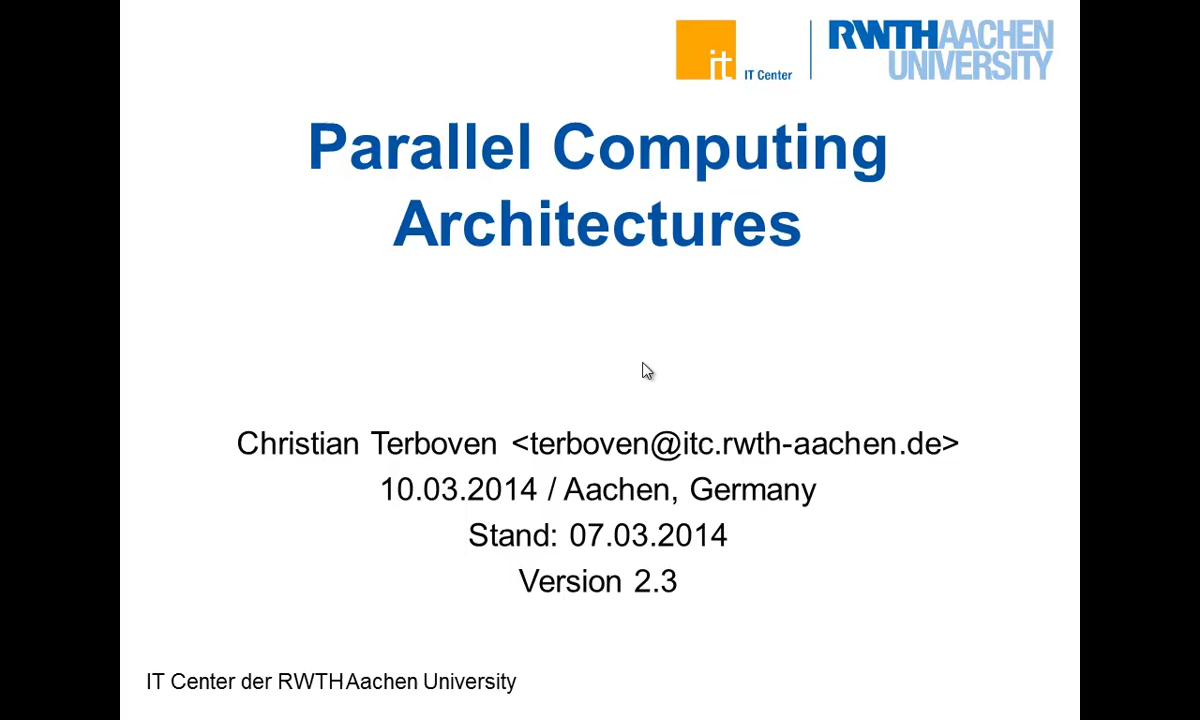 it IT Center
RWTHAACHEN
UNIVERSITY
Parallel Computing
Architectures
Christian Terboven <terboven@itc.rwth-aachen.de>
10.03.2014 / Aachen, Germany
Stand: 07.03.2014
Version 2.3
IT Center der RWTH Aachen University